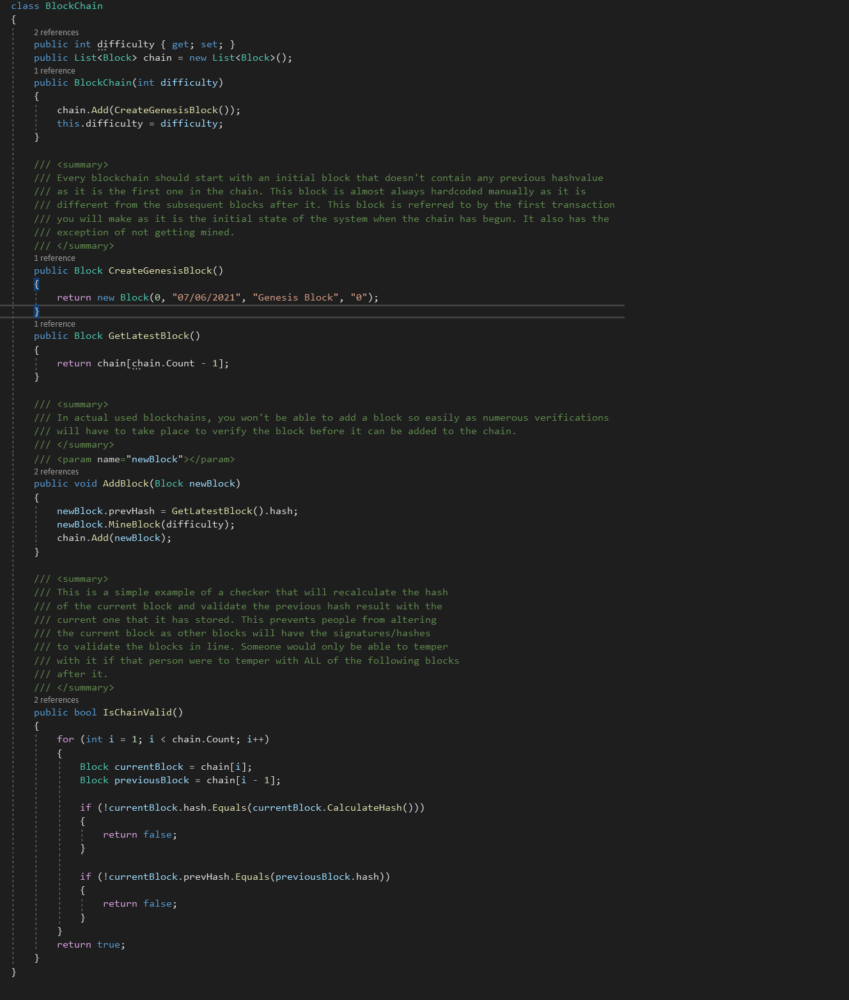 class BlockChain
{
2 references
public int difficulty { get; set; }
public List<Block> chain = new List<Block>();
1 reference
public BlockChain(int difficulty)
{
chain.Add(CreateGenesisBlock());
this.difficulty = difficulty;
}
/// <summary>
/// Every blockchain should start with an initial block that doesn't contain any previous hashvalue
/// as it is the first one in the chain. This block is almost always hardcoded manually as it is
/// different from the subsequent blocks after it. This block is referred to by the first transaction
/// you will make as it is the initial state of the system when the chain has begun. It also has the
/// exception of not getting mined.
/// </summary>
1 reference
public Block CreateGenesisBlock()
{
return new Block(0, "07/06/2021", "Genesis Block", "0");
}
1 reference
public Block GetLatestBlock()
{
return chain[chain.Count - 1];
}
/// <summary>
/// In actual used blockchains, you won't be able to add a block so easily as numerous verifications
/// will have to take place to verify the block before it can be added to the chain.
/// </summary>
/// <param name="newBlock"></param>
2 references
public void AddBlock(Block newBlock)
{
newBlock.prevHash = GetLatestBlock().hash;
newBlock.MineBlock(difficulty);
chain.Add(newBlock);
}
/// <summary>
/// This is a simple example of a checker that will recalculate the hash
/// of the current block and validate the previous hash result with the
/// current one that it has stored. This prevents people from altering
/// the current block as other blocks will have the signatures/hashes
/// to validate the blocks in line. Someone would only be able to temper
/// with it if that person were to temper with ALL of the following blocks
/// after it.
/// </summary>
2 references
public bool IsChainValid()
{
for (int i = 1; i < chain.Count; i++)
{
Block currentBlock = chain[i];
Block previousBlock = chain[i - 1];
if (!currentBlock.hash.Equals(currentBlock.CalculateHash()))
{
return false;
}
if (!currentBlock.prevHash.Equals(previousBlock.hash))
{
return false;
}
}
return true;
}
}